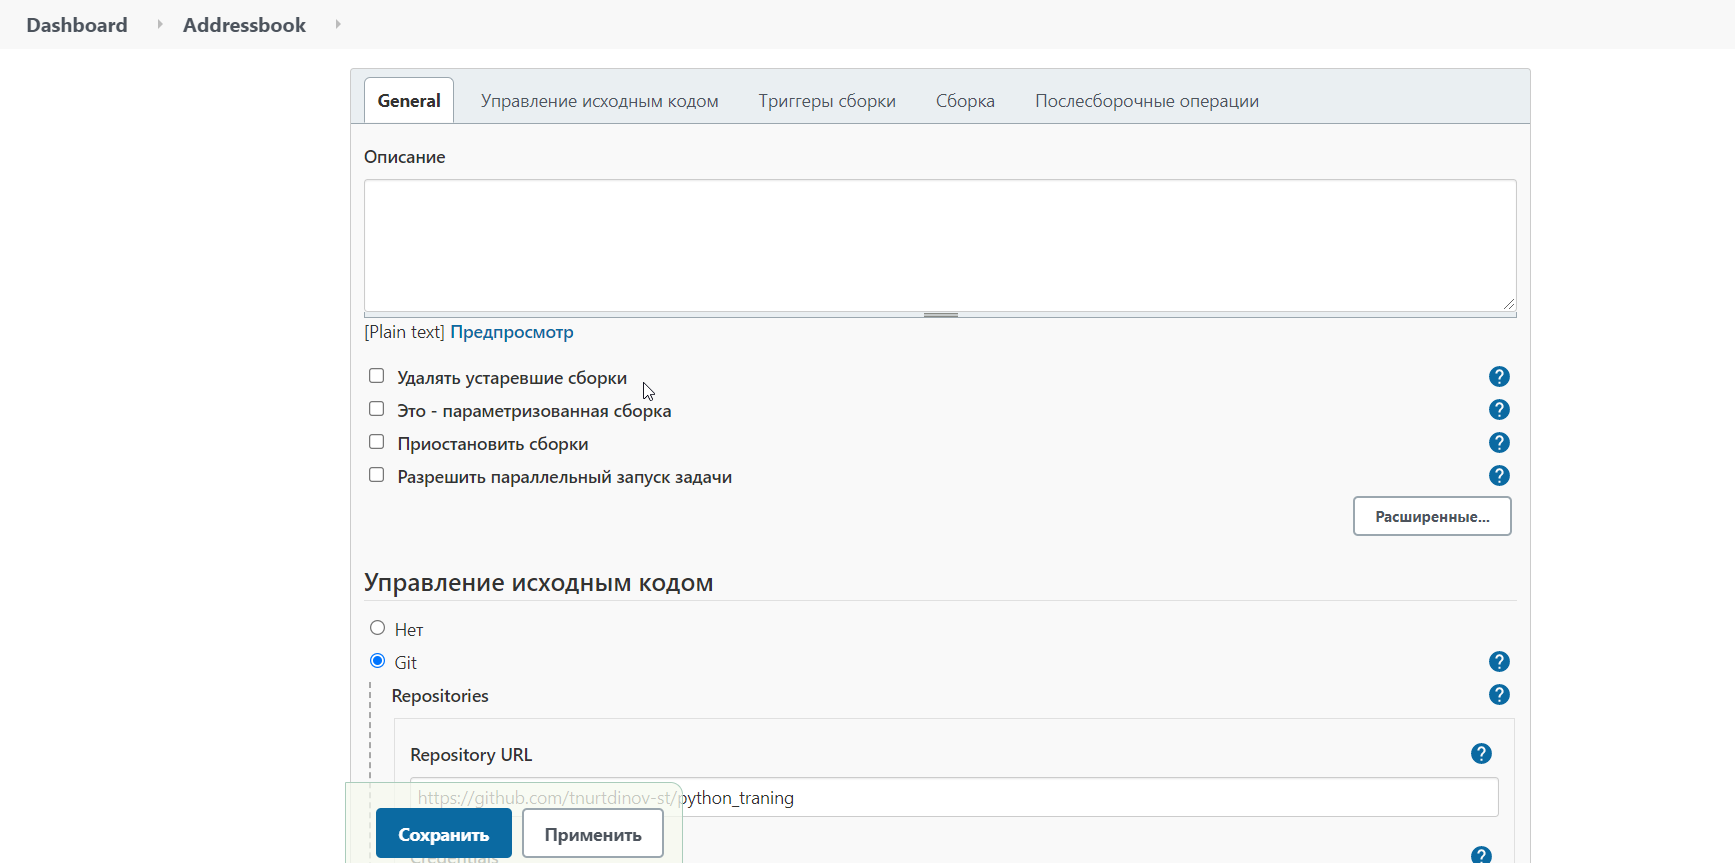 Dashboard Addressbook
General Управление исходным кодом Триггеры сборки Сборка Послесборочные операции
Описание
[Plain text] Предпросмотр
Удалять устаревшие сборки
Это - параметризованная сборка
Приостановить сборки
Разрешить параллельный запуск задачи
Расширенные...
Управление исходным кодом
Нет
Git
Repositories
Repository URL
https://github.com/tnurtdinov-st/python_traning
Сохранить Применить
Credentials